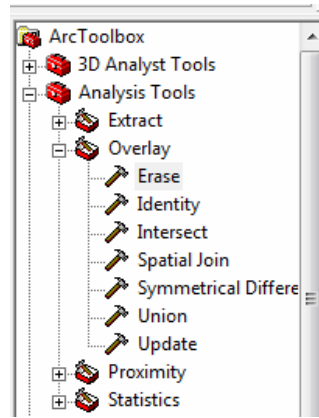 ArcToolbox
3D Analyst Tools
Analysis Tools
Extract
Overlay
Erase
Identity
Intersect
Spatial Join
Symmetrical Differe
Union
Update
Proximity
Statistics